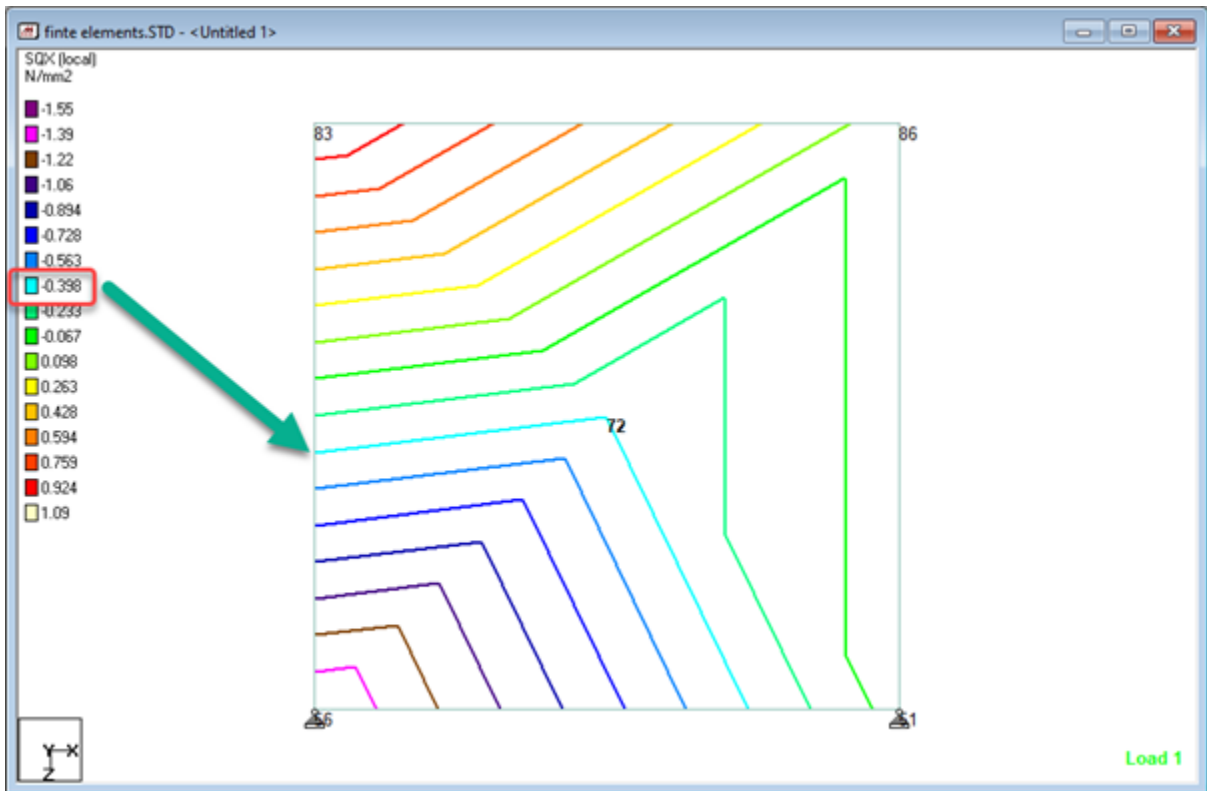 finte elements.STD - <Untitled 1>
SQX (local)
N/mm2
-1.55
-1.39
-1.22
-1.06
-0.894
-0.728
-0.563
-0.398
-0.233
-0.067
0.098
0.263
0.428
0.594
0.759
0.924
1.09
83
86
72
Y
X
Z
Load 1